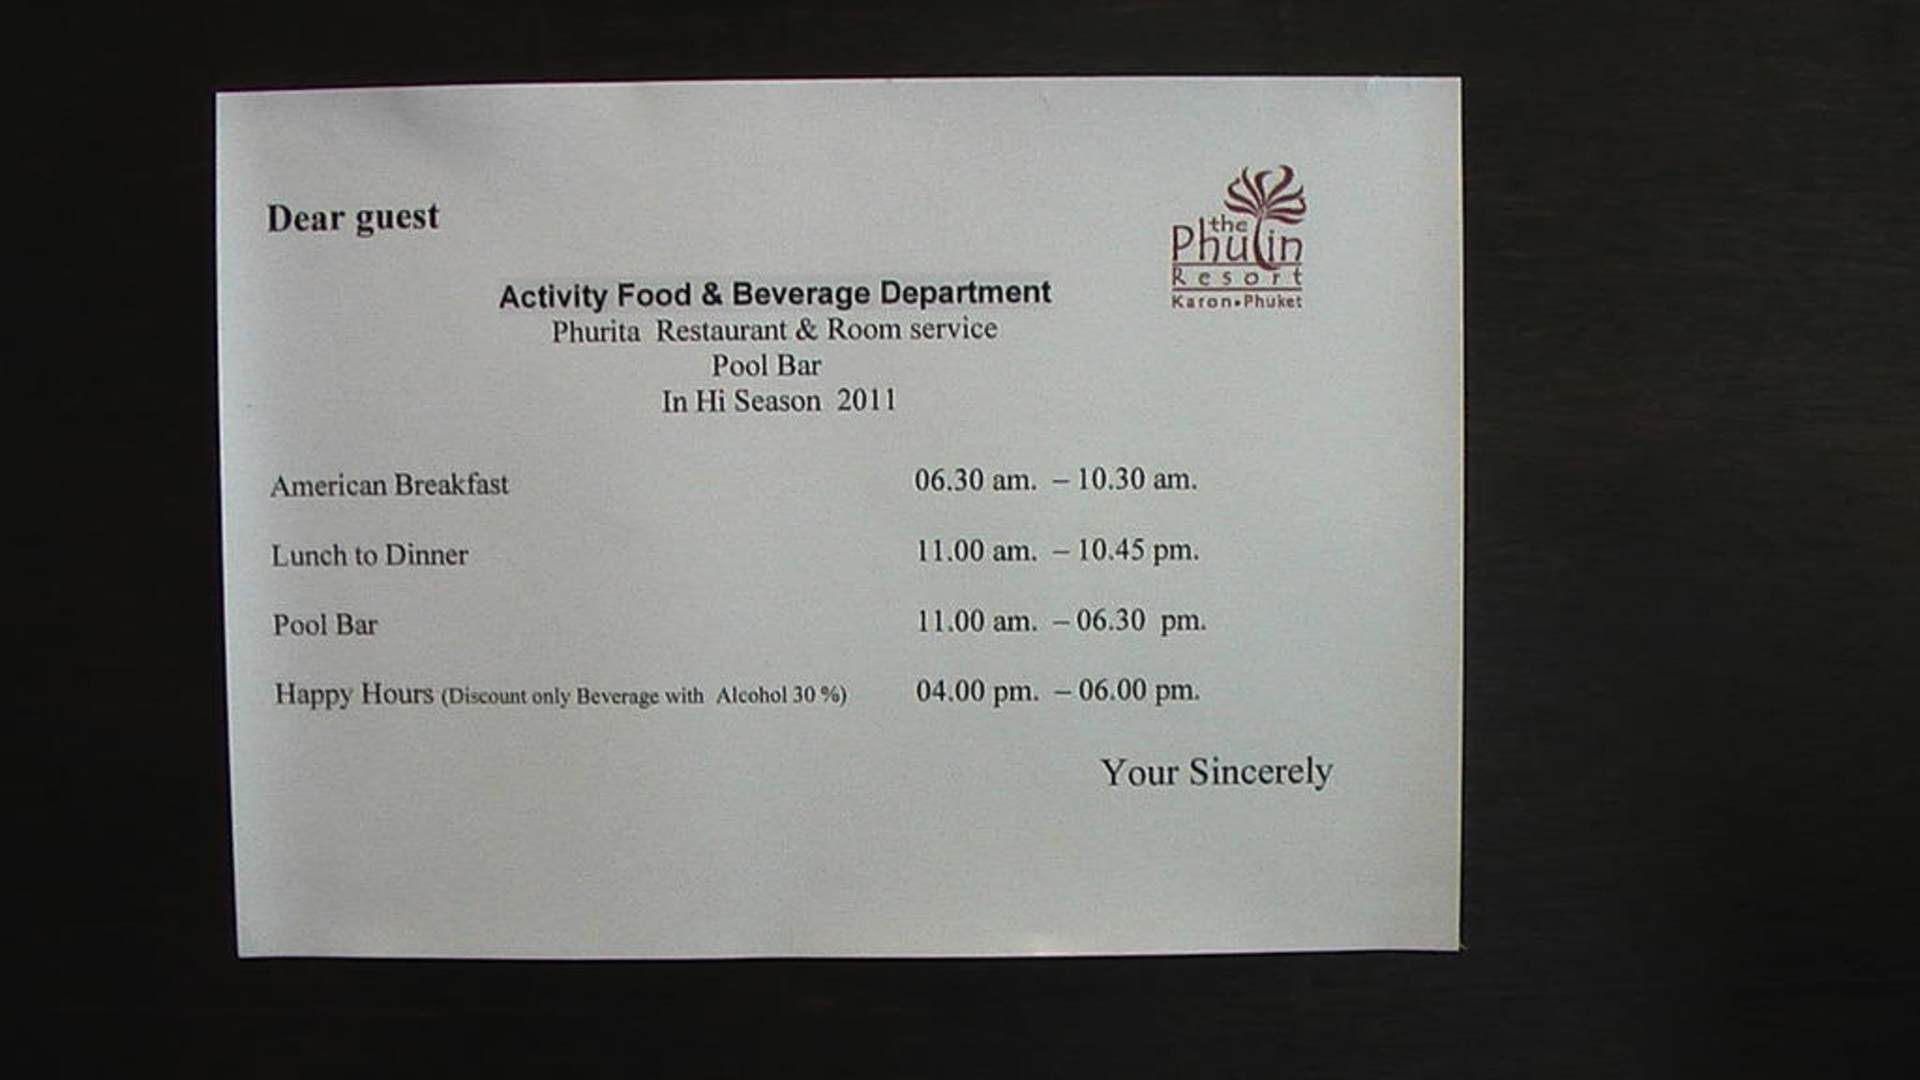 Dear guest
the
Phulin
Resort
Karon•Phuket
Activity Food & Beverage Department
Phurita Restaurant & Room service
Pool Bar
In Hi Season 2011
American Breakfast 06.30 am. – 10.30 am.
Lunch to Dinner 11.00 am. – 10.45 pm.
Pool Bar 11.00 am. – 06.30 pm.
Happy Hours (Discount only Beverage with Alcohol 30 %) 04.00 pm. – 06.00 pm.
Your Sincerely